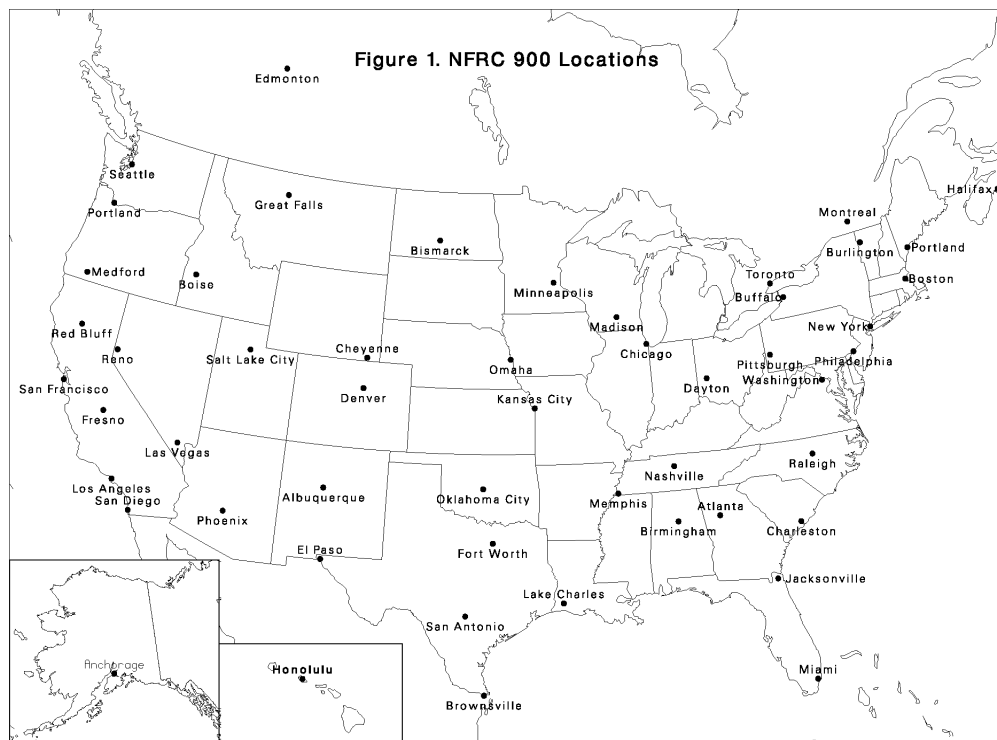 Figure 1. NFRC 900 Locations
Edmonton
Seattle
Halifax
Great Falls
Portland
Montreal
Bismarck
Portland
Burlington
Medford
Toronto
Boston
Boise
Minneapolis
Buffalo
Madison
New York
Red Bluff
Cheyenne
Chicago
Reno
Salt Lake City
Philadelphia
Pittsburgh
Omaha
Washington
San Francisco
Dayton
Denver
Kansas City
Fresno
Las Vegas
Raleigh
Nashville
Los Angeles
Albuquerque
Oklahoma City
San Diego
Memphis
Atlanta
Phoenix
Birmingham
Charleston
El Paso
Fort Worth
Jacksonville
Lake Charles
San Antonio
Anchorage
Honolulu
Miami
Brownsville